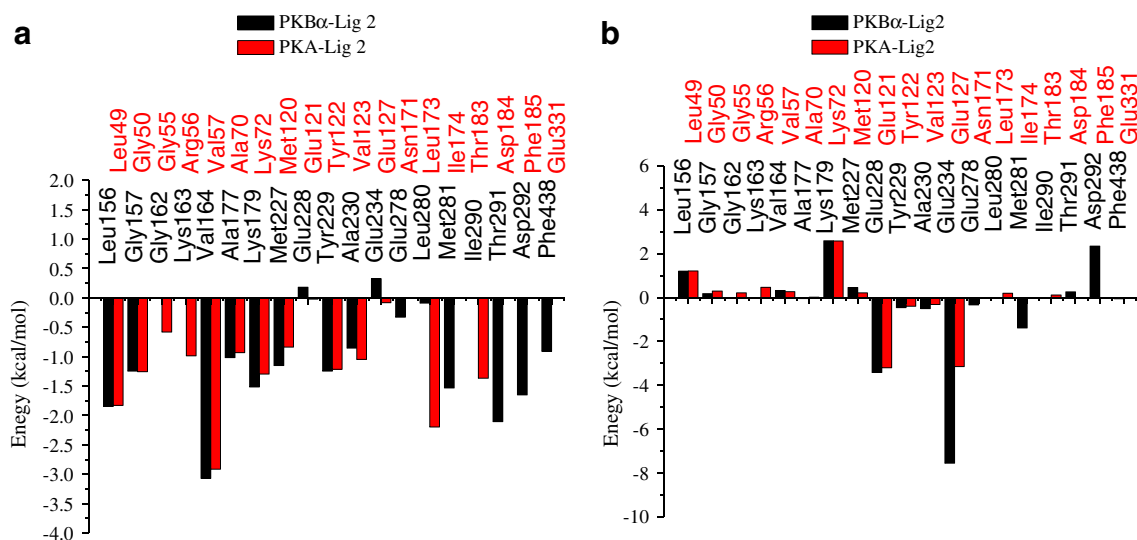 a
PKBα-Lig 2
PKA-Lig 2
Leu49
Gly50
Gly55
Arg56
Val57
Ala70
Lys72
Met120
Glu121
Tyr122
Val123
Glu127
Asn171
Leu173
Ile174
Thr183
Asp184
Phe185
Glu331
Leu156
Gly157
Gly162
Lys163
Val164
Ala177
Lys179
Met227
Glu228
Tyr229
Ala230
Glu234
Glu278
Leu280
Met281
Ile290
Thr291
Asp292
Phe438
Enegy (kcal/mol)
2.0
1.5
1.0
0.5
0.0
-0.5
-1.0
-1.5
-2.0
-2.5
-3.0
-3.5
-4.0
b
PKBα-Lig2
PKA-Lig2
Leu49
Gly50
Gly55
Arg56
Val57
Ala70
Lys72
Met120
Glu121
Tyr122
Val123
Glu127
Asn171
Leu173
Ile174
Thr183
Asp184
Phe185
Glu331
Leu156
Gly157
Gly162
Lys163
Val164
Ala177
Lys179
Met227
Glu228
Tyr229
Ala230
Glu234
Glu278
Leu280
Met281
Ile290
Thr291
Asp292
Phe438
Enegy (kcal/mol)
6
4
2
0
-2
-4
-6
-8
-10